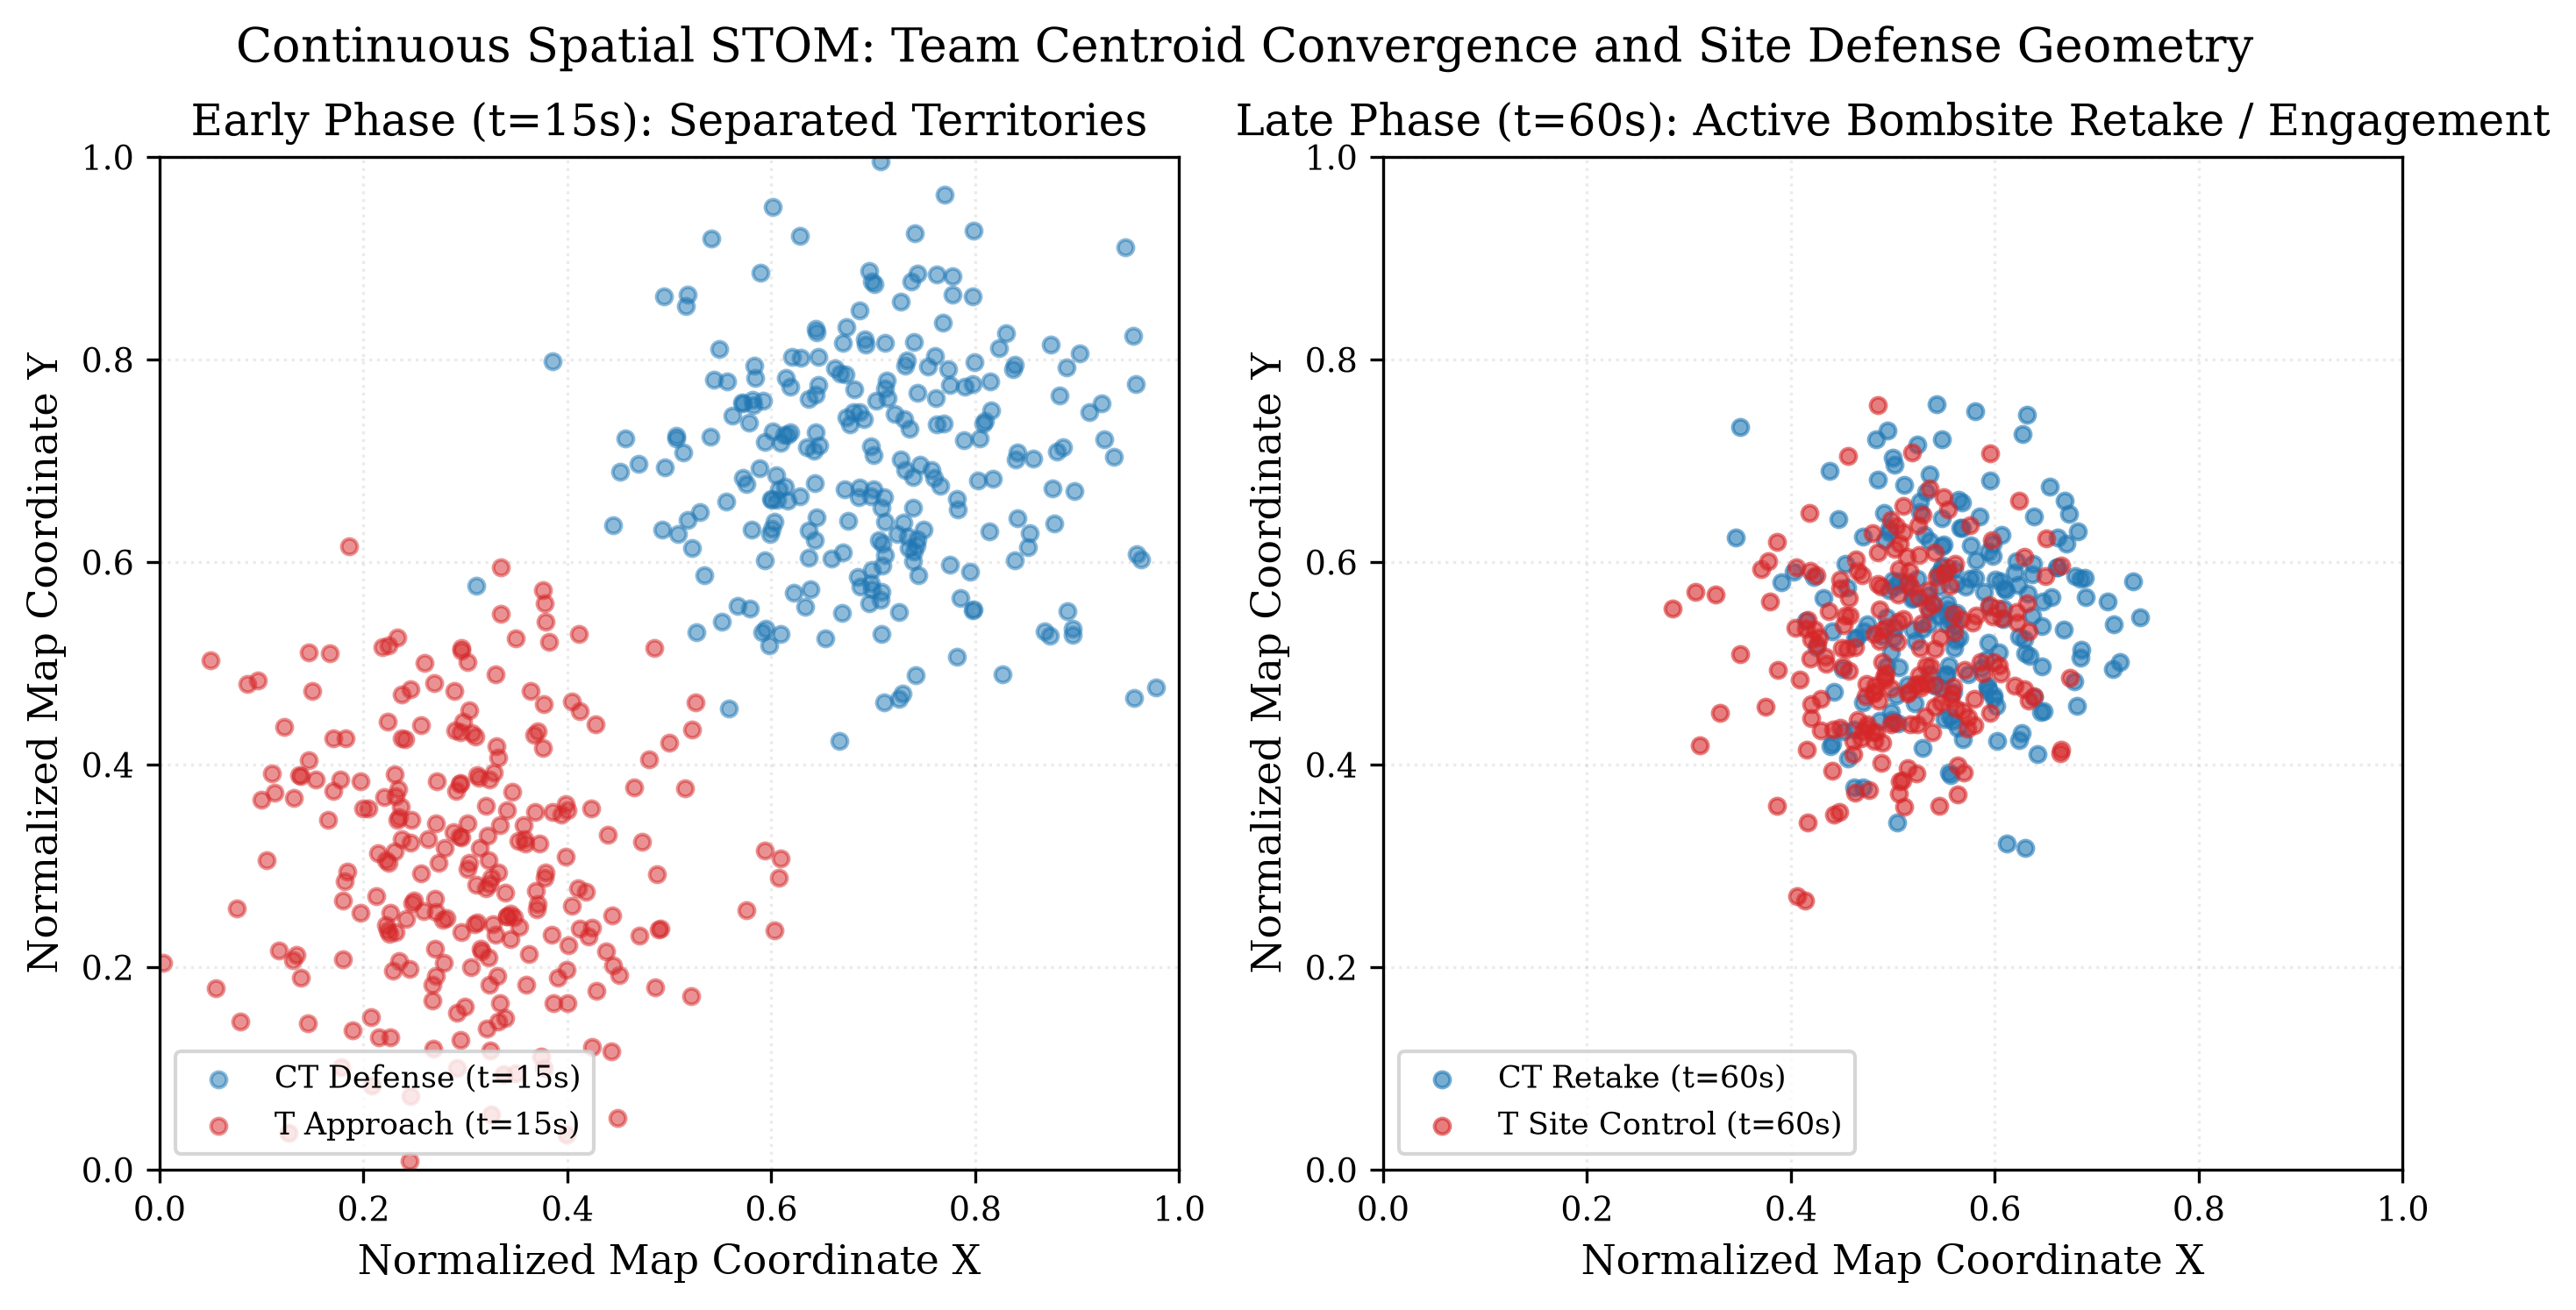 Continuous Spatial STOM: Team Centroid Convergence and Site Defense Geometry
Early Phase (t=15s): Separated Territories
Normalized Map Coordinate Y
1.0
0.8
0.6
0.4
0.2
0.0
CT Defense (t=15s)
T Approach (t=15s)
0.0 0.2 0.4 0.6 0.8 1.0
Normalized Map Coordinate X
Late Phase (t=60s): Active Bombsite Retake / Engagement
Normalized Map Coordinate Y
1.0
0.8
0.6
0.4
0.2
0.0
CT Retake (t=60s)
T Site Control (t=60s)
0.0 0.2 0.4 0.6 0.8 1.0
Normalized Map Coordinate X